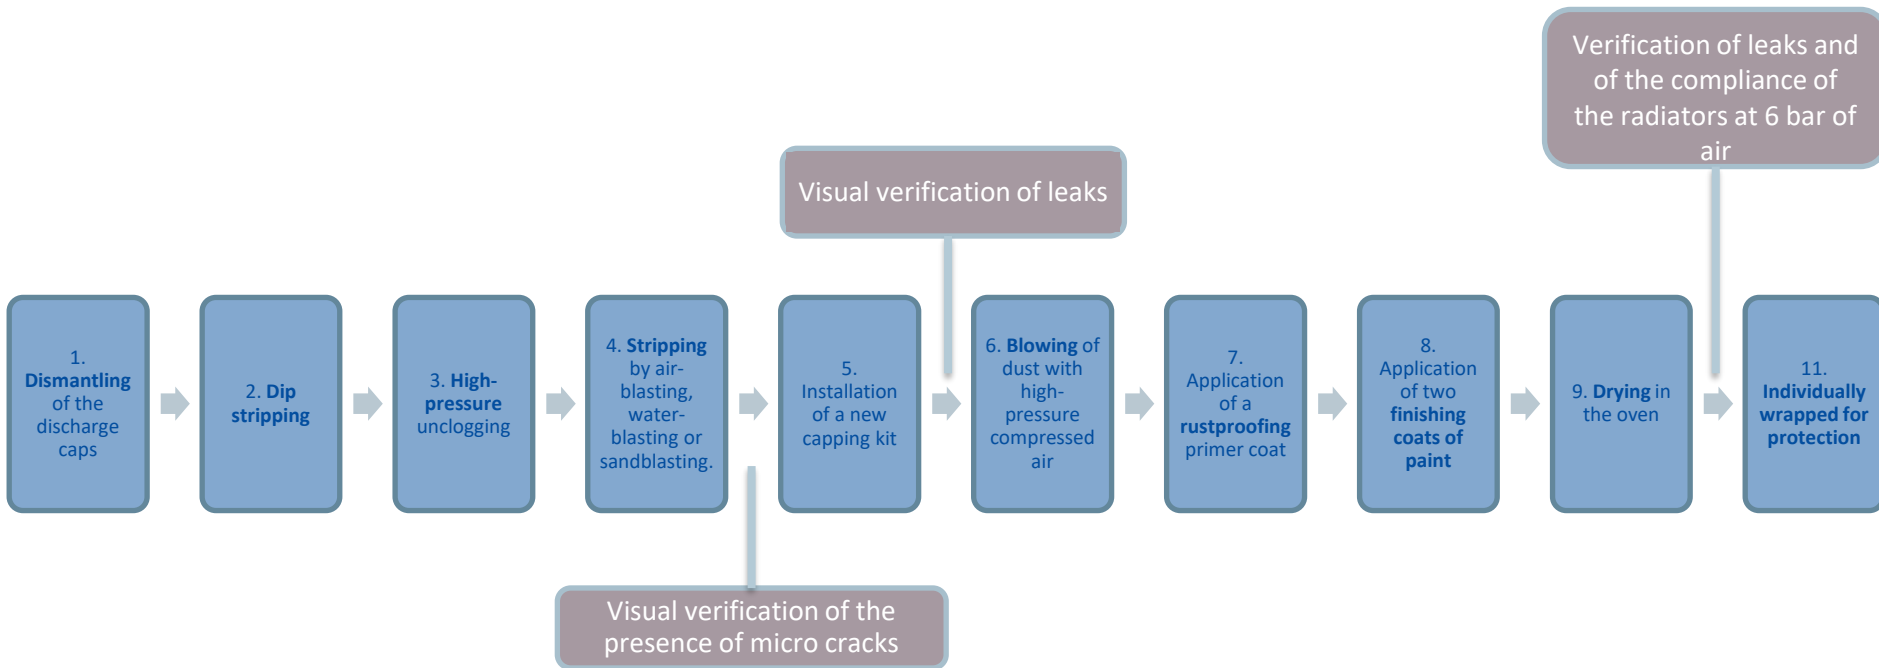 Verification of leaks and
of the compliance of
the radiators at 6 bar of
air
Visual verification of leaks
1.
Dismantling
of the
discharge
caps
2. Dip
stripping
3. High-
pressure
unclogging
4. Stripping
by air-
blasting,
water-
blasting or
sandblasting.
5.
Installation
of a new
capping kit
6. Blowing of
dust with
high-
pressure
compressed
air
7.
Application
of a
rustproofing
primer coat
8.
Application
of two
finishing
coats of
paint
9. Drying in
the oven
11.
Individually
wrapped for
protection
Visual verification of the
presence of micro cracks